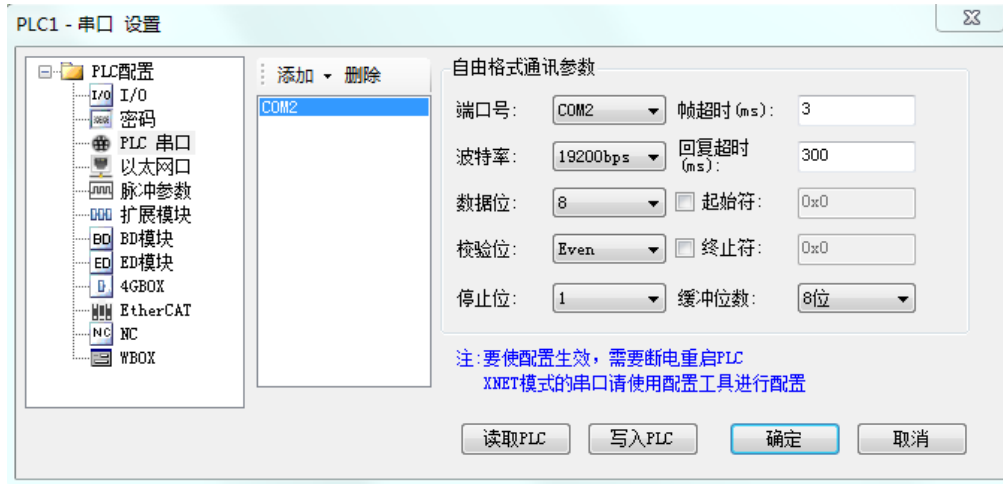 PLC1 - 串口 设置
PLC配置
I/O I/O
密码
PLC 串口
以太网口
脉冲参数
扩展模块
BD BD模块
ED ED模块
4GBOX
EtherCAT
NC NC
WBOX
添加 删除
COM2
自由格式通讯参数
端口号: COM2 帧超时(ms): 3
波特率: 19200bps 回复超时(ms): 300
数据位: 8 起始符: 0x0
校验位: Even 终止符: 0x0
停止位: 1 缓冲位数: 8位
注:要使配置生效，需要断电重启PLC
XNET模式的串口请使用配置工具进行配置
读取PLC 写入PLC 确定 取消